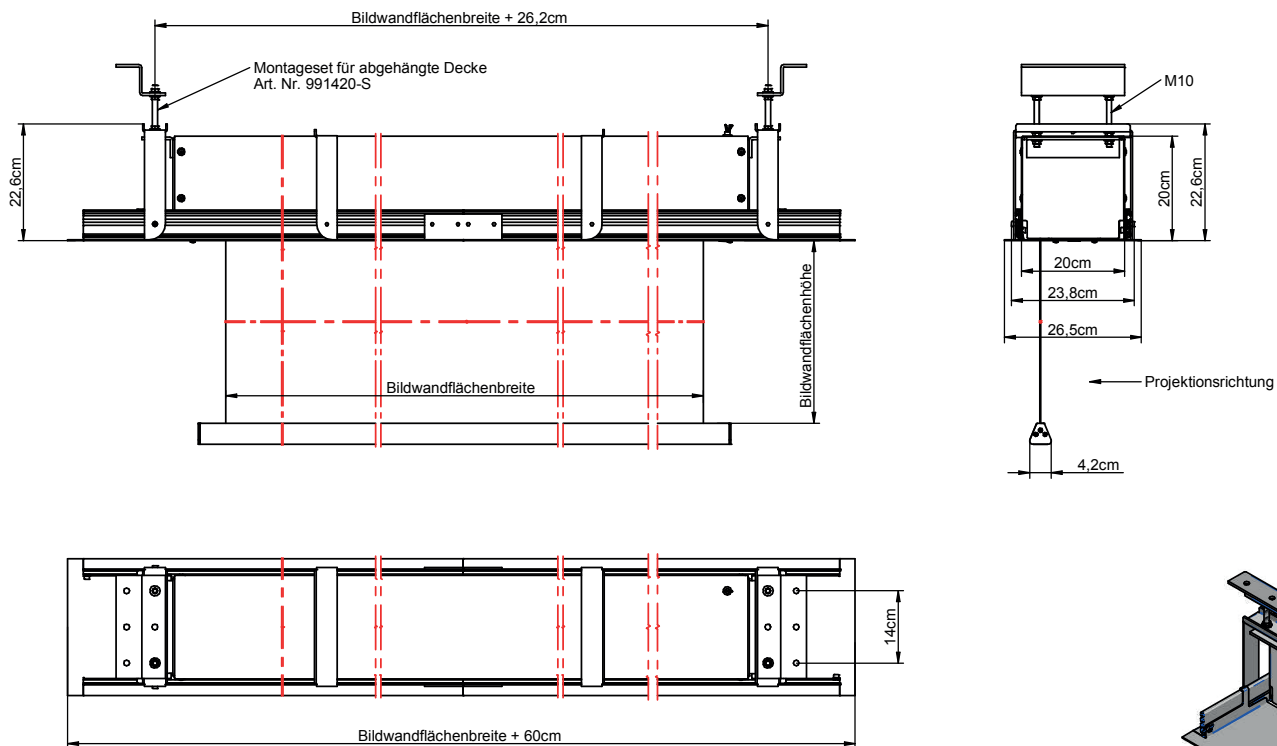 Bildwandflächenbreite + 26,2cm
Montageset für abgehängte Decke
Art. Nr. 991420-S
M10
22,6cm
20cm
22,6cm
20cm
23,8cm
26,5cm
Bildwandflächenhöhe
Bildwandflächenbreite
Projektionsrichtung
4,2cm
14cm
Bildwandflächenbreite + 60cm